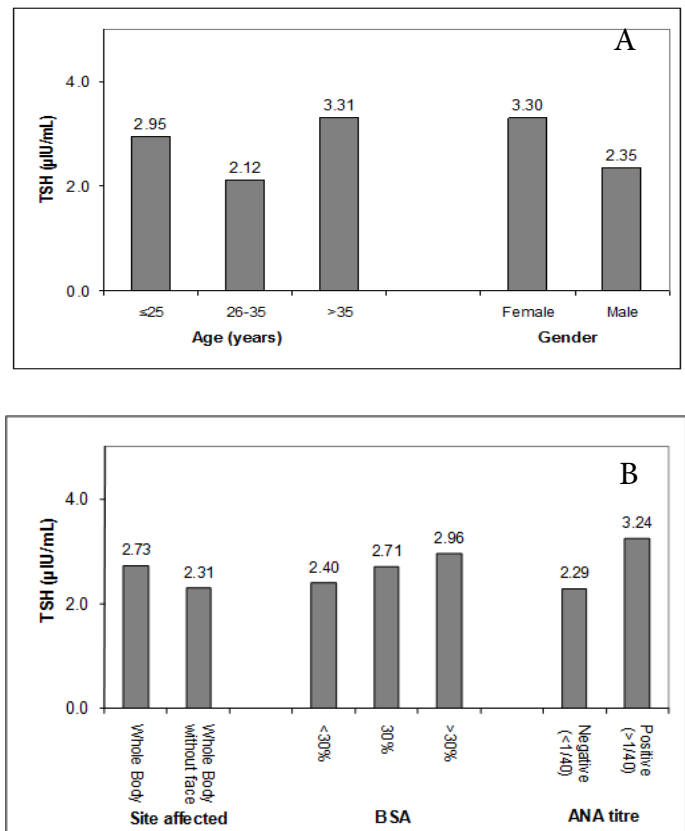 A
4.0
3.31
3.30
2.95
2.35
2.12
2.0
0.0
TSH (µIU/mL)
≤25 26-35 >35 Female Male
Age (years) Gender
B
4.0
3.24
2.96
2.73 2.71
2.40
2.31 2.29
2.0
0.0
TSH (µIU/mL)
Whole Body
Whole Body
without face
<30%
30%
>30%
Negative
(<1/40)
Positive
(>1/40)
Site affected BSA ANA titre